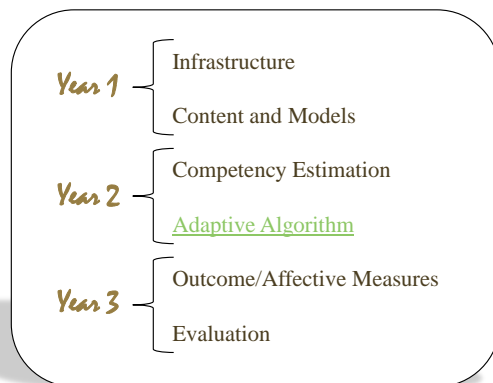 Year 1
Infrastructure
Content and Models
Year 2
Competency Estimation
Adaptive Algorithm
Year 3
Outcome/Affective Measures
Evaluation